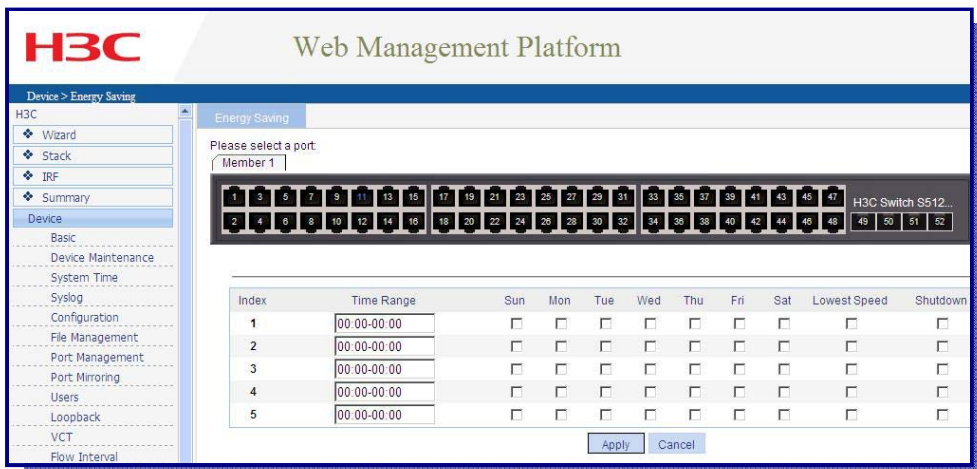 H3C
Web Management Platform
Device > Energy Saving
H3C
Wizard
Stack
IRF
Summary
Device
Basic
Device Maintenance
System Time
Syslog
Configuration
File Management
Port Management
Port Mirroring
Users
Loopback
VCT
Flow Interval
Energy Saving
Please select a port:
Member 1
1 3 5 7 9 11 13 15 17 19 21 23 25 27 29 31 33 35 37 39 41 43 45 47
H3C Switch S512...
2 4 6 8 10 12 14 16 18 20 22 24 26 28 30 32 34 36 38 40 42 44 46 48 49 50 51 52
Index Time Range Sun Mon Tue Wed Thu Fri Sat Lowest Speed Shutdown
1 00:00-00:00
2 00:00-00:00
3 00:00-00:00
4 00:00-00:00
5 00:00-00:00
Apply Cancel